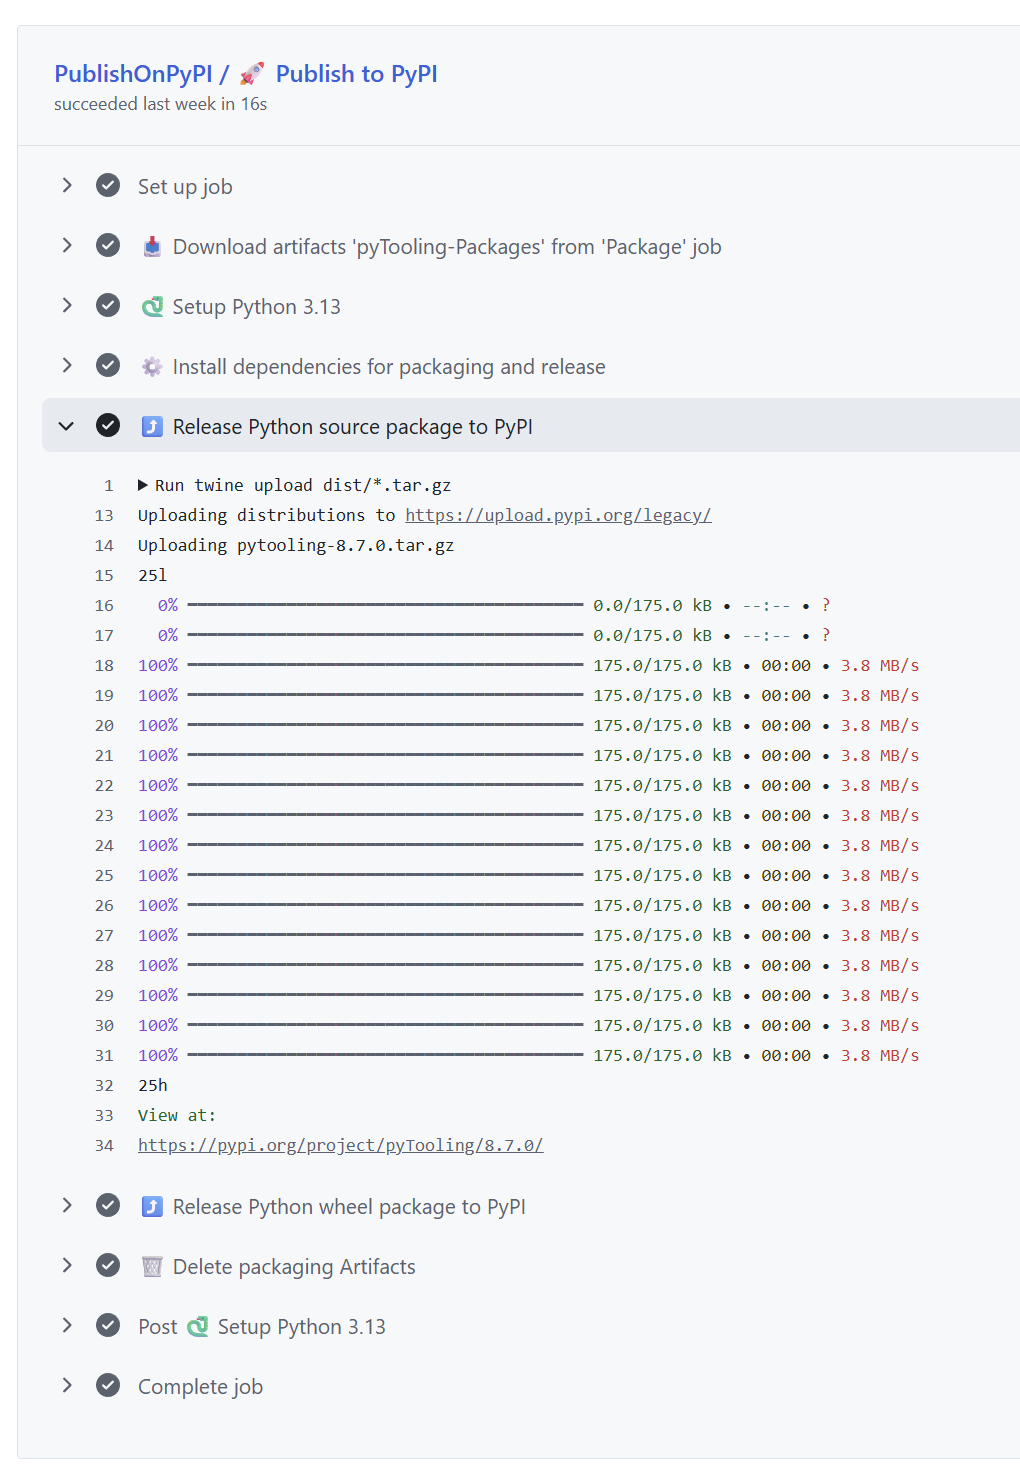 PublishOnPyPI / 🚀 Publish to PyPI
succeeded last week in 16s
Set up job
📥 Download artifacts 'pyTooling-Packages' from 'Package' job
🐍 Setup Python 3.13
⚙️ Install dependencies for packaging and release
⤴️ Release Python source package to PyPI
1 ▶ Run twine upload dist/*.tar.gz
13 Uploading distributions to https://upload.pypi.org/legacy/
14 Uploading pytooling-8.7.0.tar.gz
15 25l
16 0% ━━━━━━━━━━━━━━━━━━━━━━━━━━━━━━━━━━━━━━━━ 0.0/175.0 kB • --:-- • ?
17 0% ━━━━━━━━━━━━━━━━━━━━━━━━━━━━━━━━━━━━━━━━ 0.0/175.0 kB • --:-- • ?
18 100% ━━━━━━━━━━━━━━━━━━━━━━━━━━━━━━━━━━━━━━━━ 175.0/175.0 kB • 00:00 • 3.8 MB/s
19 100% ━━━━━━━━━━━━━━━━━━━━━━━━━━━━━━━━━━━━━━━━ 175.0/175.0 kB • 00:00 • 3.8 MB/s
20 100% ━━━━━━━━━━━━━━━━━━━━━━━━━━━━━━━━━━━━━━━━ 175.0/175.0 kB • 00:00 • 3.8 MB/s
21 100% ━━━━━━━━━━━━━━━━━━━━━━━━━━━━━━━━━━━━━━━━ 175.0/175.0 kB • 00:00 • 3.8 MB/s
22 100% ━━━━━━━━━━━━━━━━━━━━━━━━━━━━━━━━━━━━━━━━ 175.0/175.0 kB • 00:00 • 3.8 MB/s
23 100% ━━━━━━━━━━━━━━━━━━━━━━━━━━━━━━━━━━━━━━━━ 175.0/175.0 kB • 00:00 • 3.8 MB/s
24 100% ━━━━━━━━━━━━━━━━━━━━━━━━━━━━━━━━━━━━━━━━ 175.0/175.0 kB • 00:00 • 3.8 MB/s
25 100% ━━━━━━━━━━━━━━━━━━━━━━━━━━━━━━━━━━━━━━━━ 175.0/175.0 kB • 00:00 • 3.8 MB/s
26 100% ━━━━━━━━━━━━━━━━━━━━━━━━━━━━━━━━━━━━━━━━ 175.0/175.0 kB • 00:00 • 3.8 MB/s
27 100% ━━━━━━━━━━━━━━━━━━━━━━━━━━━━━━━━━━━━━━━━ 175.0/175.0 kB • 00:00 • 3.8 MB/s
28 100% ━━━━━━━━━━━━━━━━━━━━━━━━━━━━━━━━━━━━━━━━ 175.0/175.0 kB • 00:00 • 3.8 MB/s
29 100% ━━━━━━━━━━━━━━━━━━━━━━━━━━━━━━━━━━━━━━━━ 175.0/175.0 kB • 00:00 • 3.8 MB/s
30 100% ━━━━━━━━━━━━━━━━━━━━━━━━━━━━━━━━━━━━━━━━ 175.0/175.0 kB • 00:00 • 3.8 MB/s
31 100% ━━━━━━━━━━━━━━━━━━━━━━━━━━━━━━━━━━━━━━━━ 175.0/175.0 kB • 00:00 • 3.8 MB/s
32 25h
33 View at:
34 https://pypi.org/project/pyTooling/8.7.0/
⤴️ Release Python wheel package to PyPI
🗑️ Delete packaging Artifacts
Post 🐍 Setup Python 3.13
Complete job